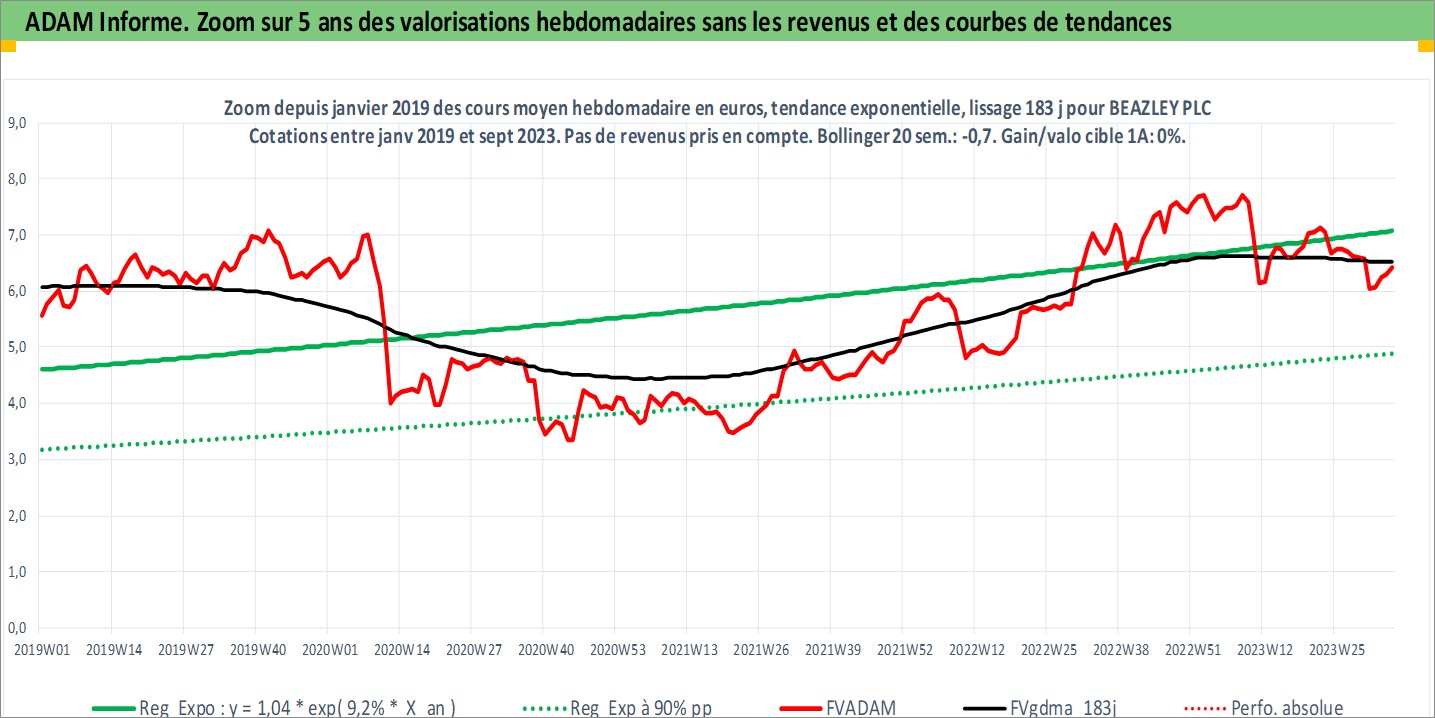 ADAM Informe. Zoom sur 5 ans des valorisations hebdomadaires sans les revenus et des courbes de tendances
Zoom depuis janvier 2019 des cours moyen hebdomadaire en euros, tendance exponentielle, lissage 183 j pour BEAZLEY PLC
Cotations entre janv 2019 et sept 2023. Pas de revenus pris en compte. Bollinger 20 sem.: -0,7. Gain/valo cible 1A: 0%.
9,0
8,0
7,0
6,0
5,0
4,0
3,0
2,0
1,0
0,0
2019W01 2019W14 2019W27 2019W40 2020W01 2020W14 2020W27 2020W40 2020W53 2021W13 2021W26 2021W39 2021W52 2022W12 2022W25 2022W38 2022W51 2023W12 2023W25
Reg Expo : y = 1,04 * exp( 9,2% * X an ) Reg Exp à 90% pp FVADAM FVgdma 183j Perfo. absolue